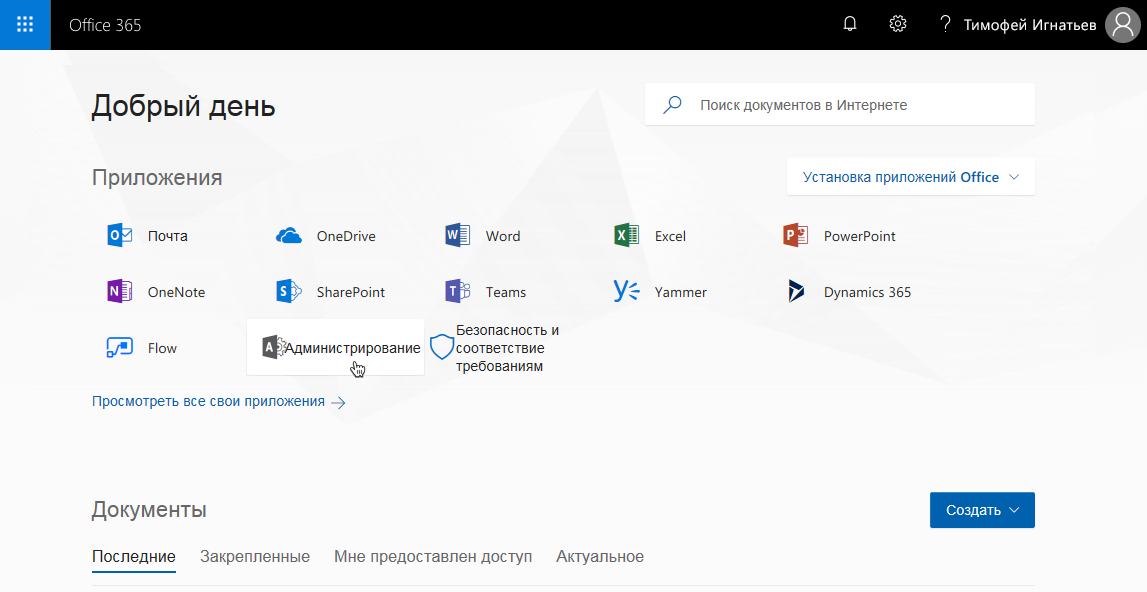 Office 365
? Тимофей Игнатьев
Добрый день
Поиск документов в Интернете
Приложения
Установка приложений Office
Почта
OneDrive
Word
Excel
PowerPoint
OneNote
SharePoint
Teams
Yammer
Dynamics 365
Flow
Администрирование
Безопасность и
соответствие
требованиям
Просмотреть все свои приложения →
Документы
Создать
Последние
Закрепленные
Мне предоставлен доступ
Актуальное